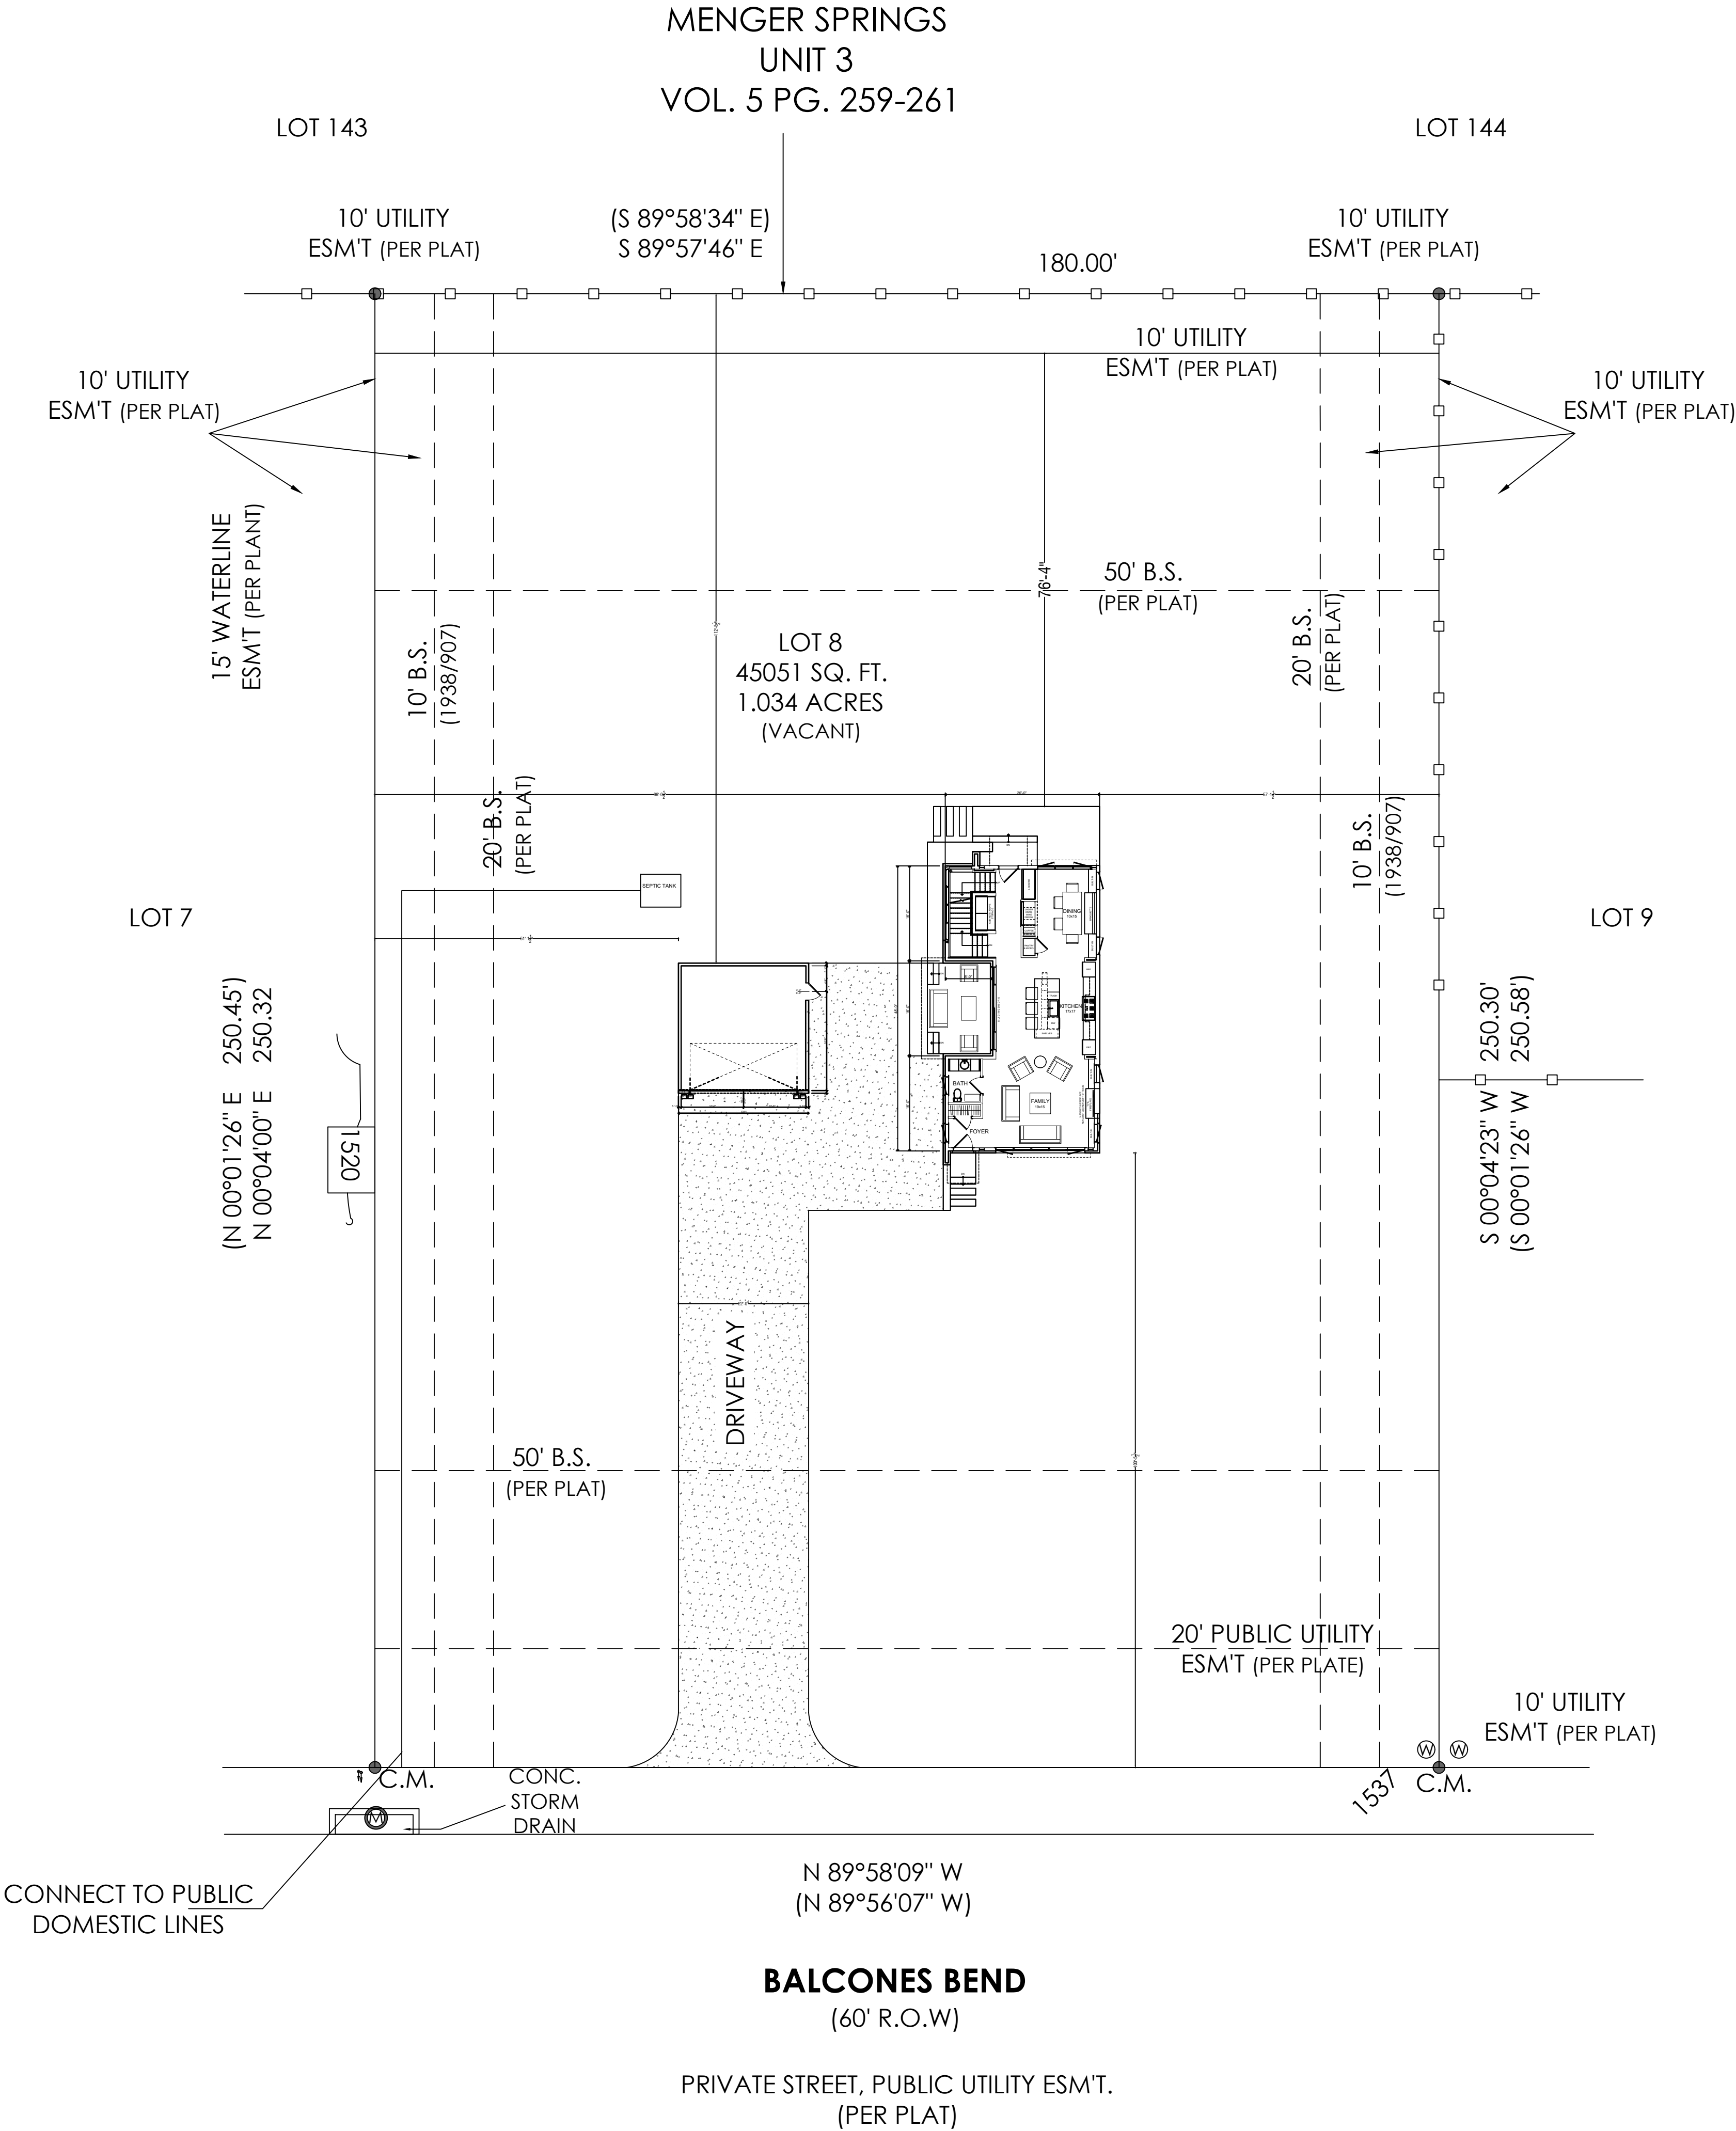 MENGER SPRINGS
UNIT 3
VOL. 5 PG. 259-261
LOT 143
LOT 144
10' UTILITY
ESM'T (PER PLAT)
(S 89°58'34" E)
S 89°57'46" E
180.00'
10' UTILITY
ESM'T (PER PLAT)
10' UTILITY
ESM'T (PER PLAT)
10' UTILITY
ESM'T (PER PLAT)
10' UTILITY
ESM'T (PER PLAT)
15' WATERLINE
ESM'T (PER PLANT)
76'-4"
50' B.S.
(PER PLAT)
10' B.S.
(1938/907)
LOT 8
45051 SQ. FT.
1.034 ACRES
(VACANT)
20' B.S.
(PER PLAT)
20' B.S.
(PER PLAT)
10' B.S.
(1938/907)
SEPTIC TANK
LOT 7
LOT 9
DINING
KITCHEN
BATH
FAMILY
FOYER
(N 00°01'26" E 250.45')
N 00°04'00" E 250.32
1520
S 00°04'23" W 250.30'
(S 00°01'26" W 250.58')
DRIVEWAY
50' B.S.
(PER PLAT)
20' PUBLIC UTILITY
ESM'T (PER PLATE)
10' UTILITY
ESM'T (PER PLAT)
W W
C.M.
C.M.
1537
CONC.
STORM
DRAIN
M
CONNECT TO PUBLIC
DOMESTIC LINES
N 89°58'09" W
(N 89°56'07" W)
BALCONES BEND
(60' R.O.W)
PRIVATE STREET, PUBLIC UTILITY ESM'T.
(PER PLAT)